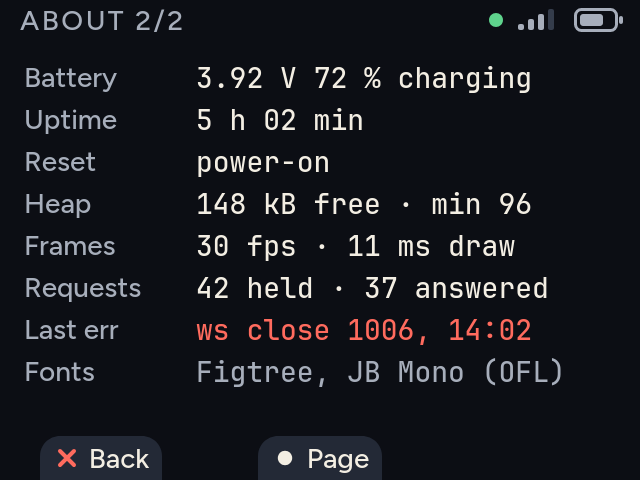 ABOUT 2/2
Battery 3.92 V 72 % charging
Uptime 5 h 02 min
Reset power-on
Heap 148 kB free · min 96
Frames 30 fps · 11 ms draw
Requests 42 held · 37 answered
Last err ws close 1006, 14:02
Fonts Figtree, JB Mono (OFL)
Back Page